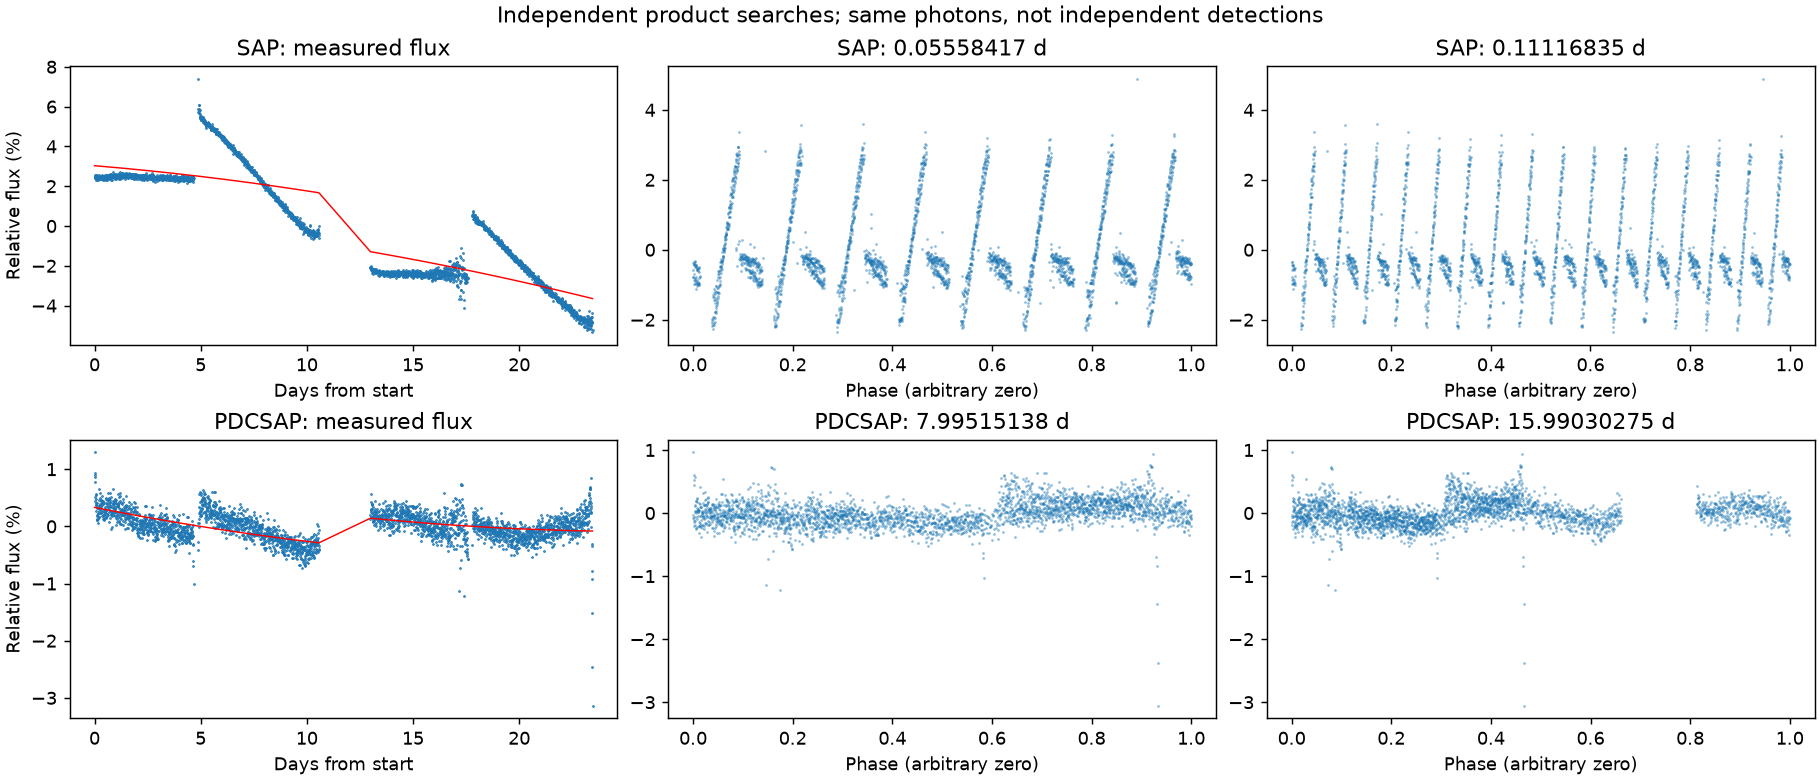 Independent product searches; same photons, not independent detections
SAP: measured flux
Relative flux (%)
8
6
4
2
0
−2
−4
0 5 10 15 20
Days from start
SAP: 0.05558417 d
4
2
0
−2
0.0 0.2 0.4 0.6 0.8 1.0
Phase (arbitrary zero)
SAP: 0.11116835 d
4
2
0
−2
0.0 0.2 0.4 0.6 0.8 1.0
Phase (arbitrary zero)
PDCSAP: measured flux
Relative flux (%)
1
0
−1
−2
−3
0 5 10 15 20
Days from start
PDCSAP: 7.99515138 d
1
0
−1
−2
−3
0.0 0.2 0.4 0.6 0.8 1.0
Phase (arbitrary zero)
PDCSAP: 15.99030275 d
1
0
−1
−2
−3
0.0 0.2 0.4 0.6 0.8 1.0
Phase (arbitrary zero)